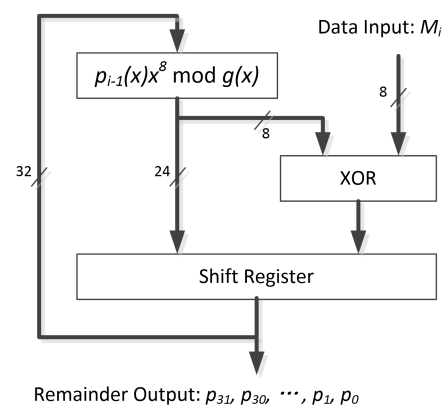 Data Input: Mᵢ
pᵢ₋₁(x)x⁸ mod g(x)
8
8
32
24
XOR
Shift Register
Remainder Output: p₃₁, p₃₀, ···, p₁, p₀